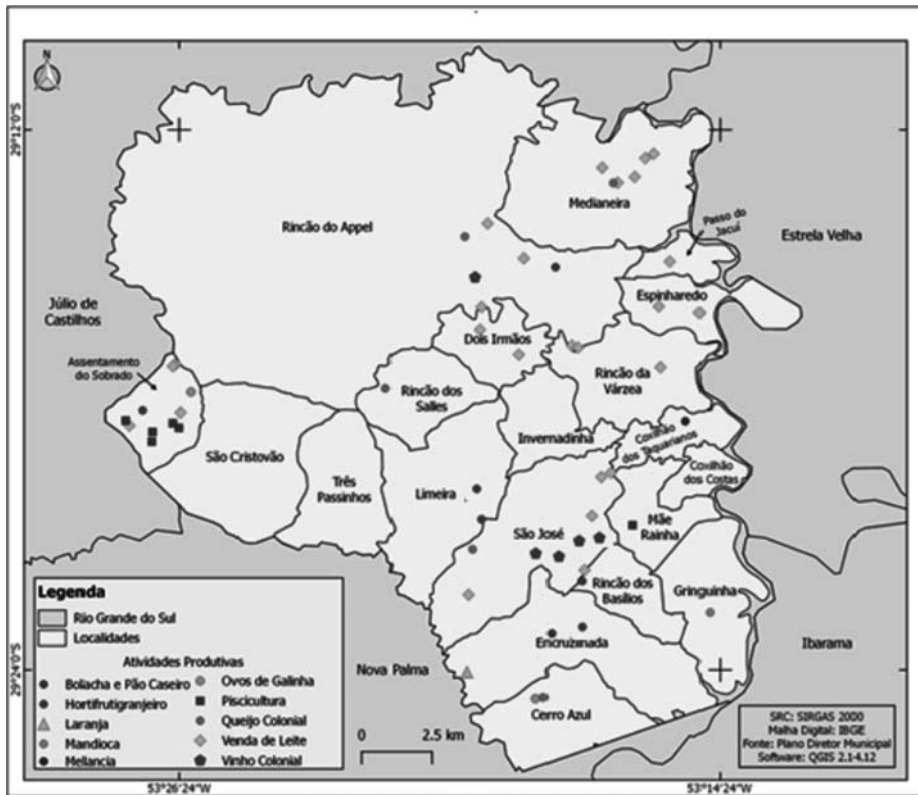 N
29°12'0"S
Medianeira
Rincão do Appel
Passo do
Jacuí
Estrela Velha
Júlio de
Castilhos
Espinharedo
Dois Irmãos
Assentamento
do Sobrado
Rincão da
Várzea
Rincão dos
Salles
Invernadinha
Coxilhão
dos Taquarianos
São Cristovão
Coxilhão
dos Costas
Três
Passinhos
Limeira
São José
Mãe
Rainha
Rincão dos
Basílios
Gringuinha
Encruzinada
Ibarama
Nova Palma
Cerro Azul
29°24'0"S
Legenda
Rio Grande do Sul
Localidades
Atividades Produtivas
Bolacha e Pão Caseiro
Hortifrutigranjeiro
Laranja
Mandioca
Melancia
Ovos de Galinha
Piscicultura
Queijo Colonial
Venda de Leite
Vinho Colonial
0 2.5 km
SRC: SIRGAS 2000
Malha Digital: IBGE
Fonte: Plano Diretor Municipal
Software: QGIS 2.1-4.12
53°26'24"W
53°14'24"W